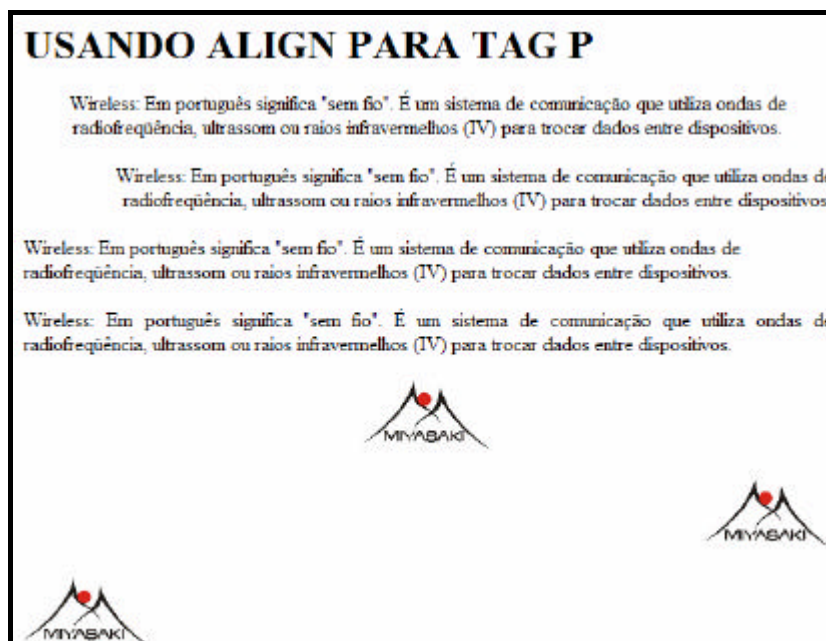 USANDO ALIGN PARA TAG P
Wireless: Em português significa "sem fio". É um sistema de comunicação que utiliza ondas de
radiofreqüência, ultrassom ou raios infravermelhos (IV) para trocar dados entre dispositivos.
Wireless: Em português significa "sem fio". É um sistema de comunicação que utiliza ondas de
radiofreqüência, ultrassom ou raios infravermelhos (IV) para trocar dados entre dispositivos
Wireless: Em português significa "sem fio". É um sistema de comunicação que utiliza ondas de
radiofreqüência, ultrassom ou raios infravermelhos (IV) para trocar dados entre dispositivos.
Wireless: Em português significa "sem fio". É um sistema de comunicação que utiliza ondas de
radiofreqüência, ultrassom ou raios infravermelhos (IV) para trocar dados entre dispositivos.
MIYASAKI
MIYASAKI
MIYASAKI